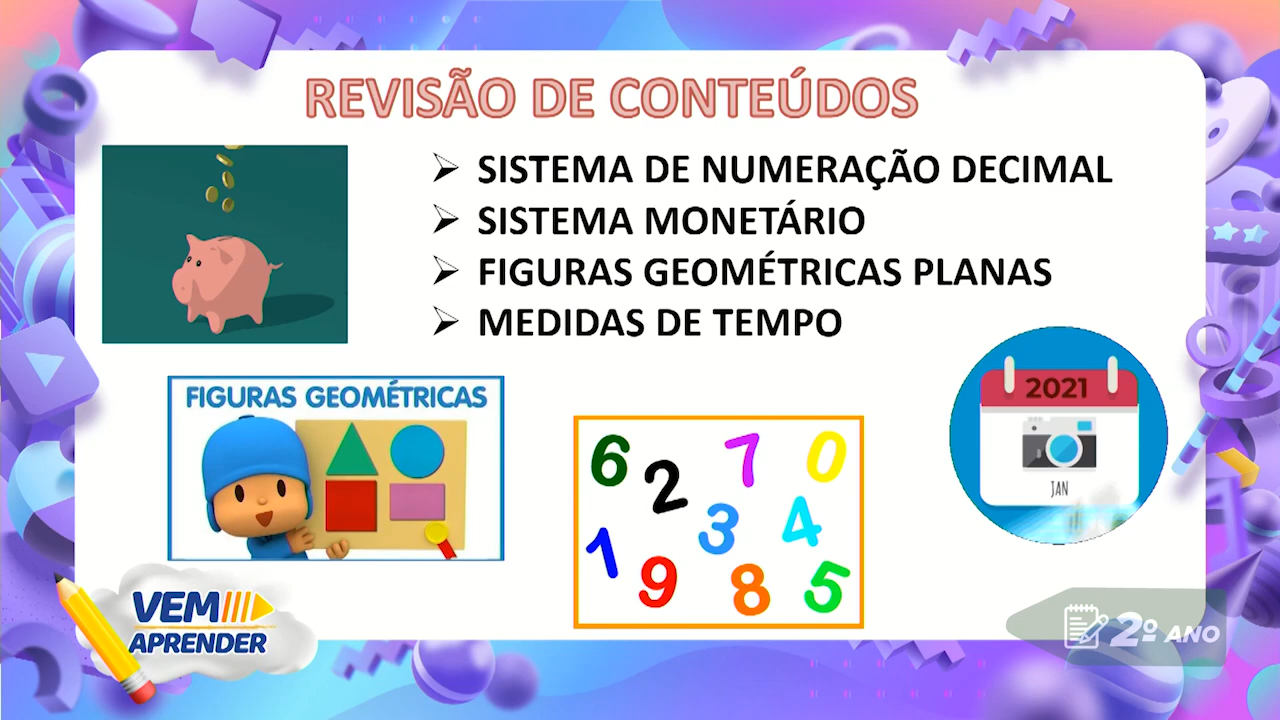 REVISÃO DE CONTEÚDOS
➢ SISTEMA DE NUMERAÇÃO DECIMAL
➢ SISTEMA MONETÁRIO
➢ FIGURAS GEOMÉTRICAS PLANAS
➢ MEDIDAS DE TEMPO
FIGURAS GEOMÉTRICAS
2021
JAN
6 2 7 0
1 9 3 8 4 5
VEM
APRENDER
2º ANO